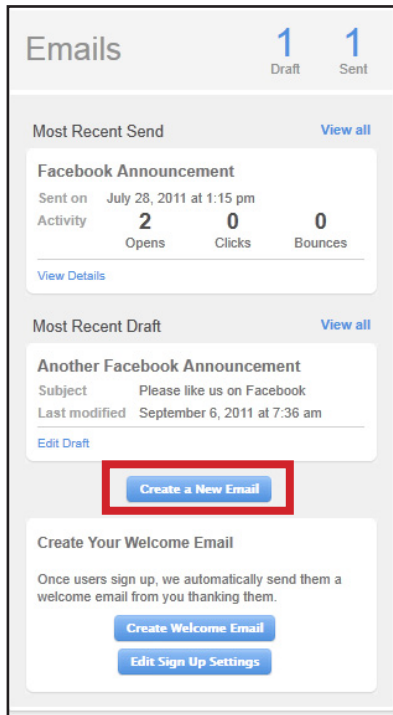 Emails 1 1
Draft Sent
Most Recent Send View all
Facebook Announcement
Sent on July 28, 2011 at 1:15 pm
Activity 2 0 0
Opens Clicks Bounces
View Details
Most Recent Draft View all
Another Facebook Announcement
Subject Please like us on Facebook
Last modified September 6, 2011 at 7:36 am
Edit Draft
Create a New Email
Create Your Welcome Email
Once users sign up, we automatically send them a
welcome email from you thanking them.
Create Welcome Email
Edit Sign Up Settings